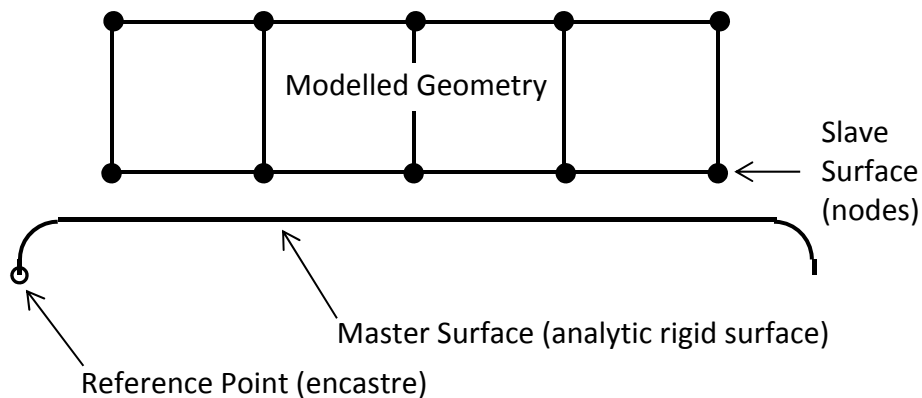 Modelled Geometry
Slave
Surface
(nodes)
Master Surface (analytic rigid surface)
Reference Point (encastre)